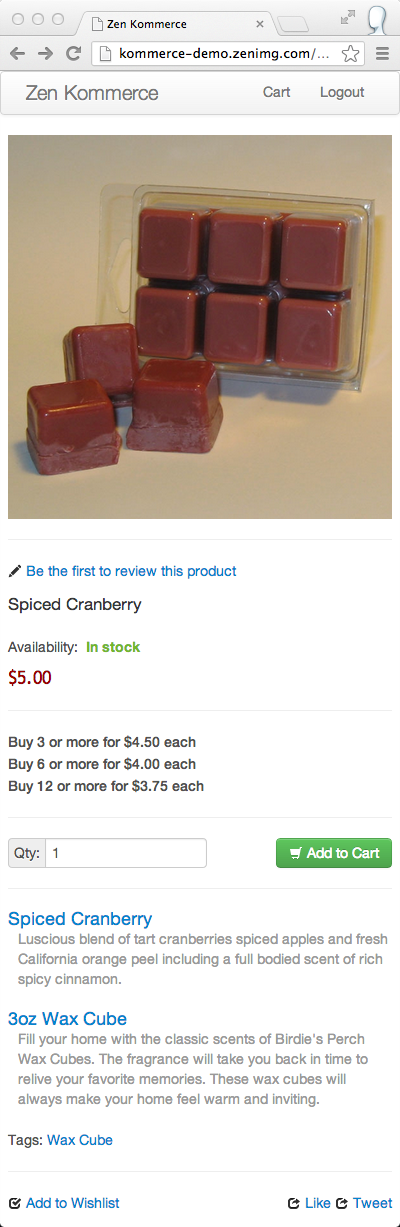 Zen Kommerce
kommerce-demo.zenimg.com/...
Zen Kommerce Cart Logout
Be the first to review this product
Spiced Cranberry
Availability: In stock
$5.00
Buy 3 or more for $4.50 each
Buy 6 or more for $4.00 each
Buy 12 or more for $3.75 each
Qty: 1 Add to Cart
Spiced Cranberry
Luscious blend of tart cranberries spiced apples and fresh
California orange peel including a full bodied scent of rich
spicy cinnamon.
3oz Wax Cube
Fill your home with the classic scents of Birdie's Perch
Wax Cubes. The fragrance will take you back in time to
relive your favorite memories. These wax cubes will
always make your home feel warm and inviting.
Tags: Wax Cube
Add to Wishlist Like Tweet